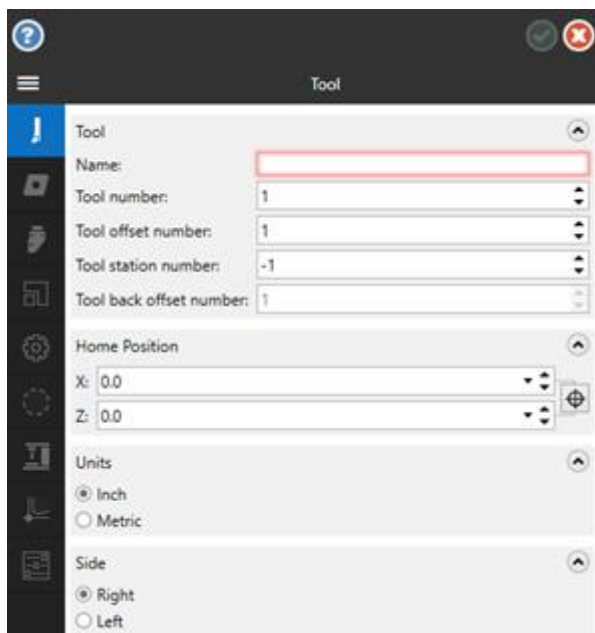 Tool
Tool
Name:
Tool number: 1
Tool offset number: 1
Tool station number: -1
Tool back offset number: 1
Home Position
X: 0.0
Z: 0.0
Units
Inch
Metric
Side
Right
Left